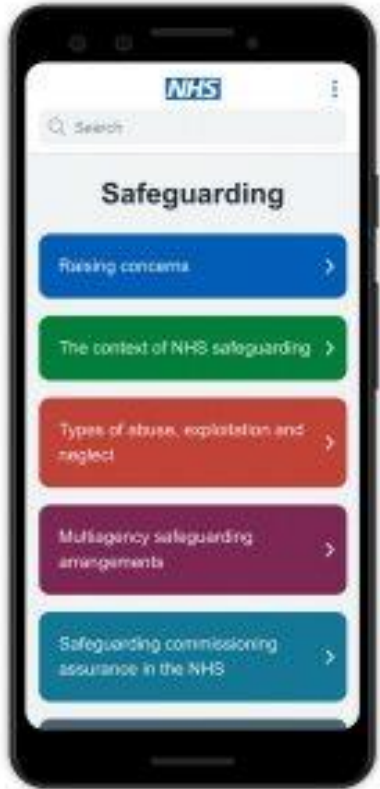 NHS
Search
Safeguarding
Raising concerns
The context of NHS safeguarding
Types of abuse, exploitation and
neglect
Multiagency safeguarding
arrangements
Safeguarding commissioning
assurance in the NHS